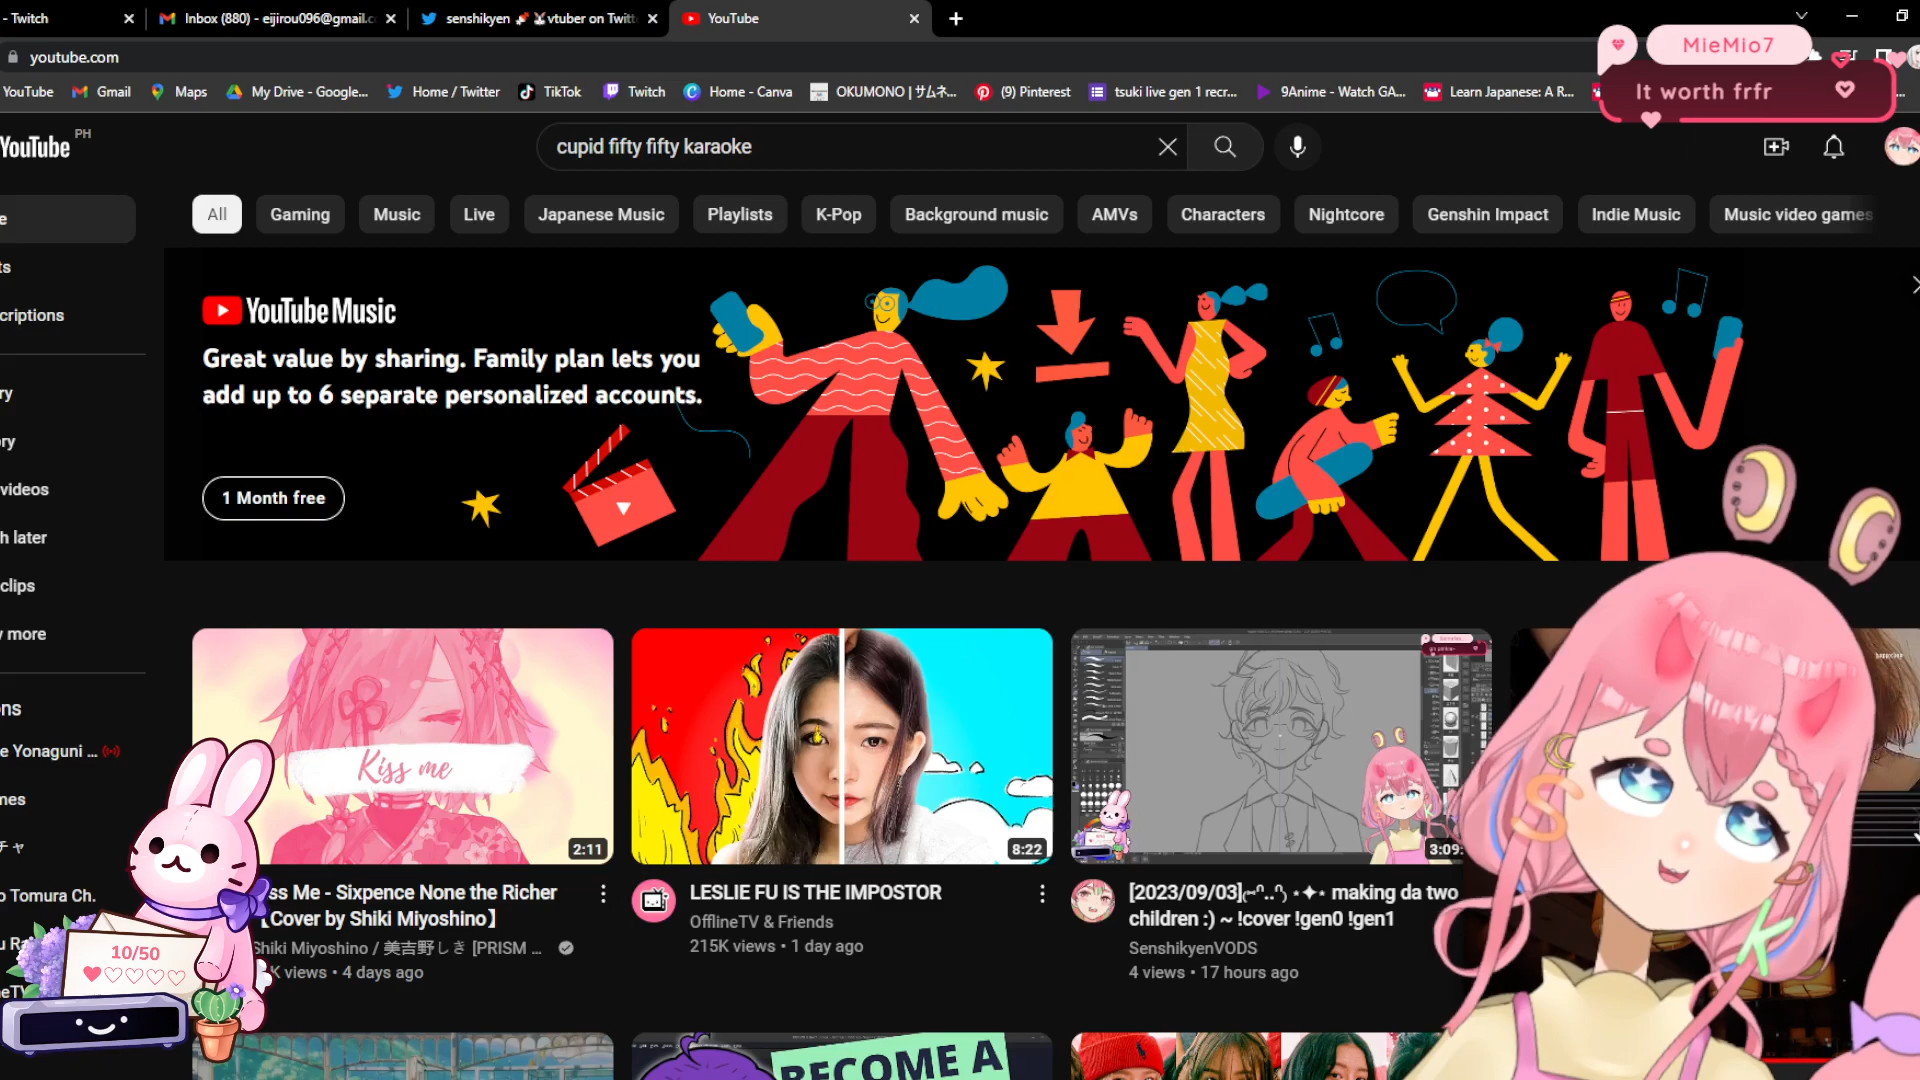 - Twitch
Inbox (880) - eijirou096@gmail.c
senshikyen
vtuber on Twitt
YouTube
youtube.com
YouTube
Gmail
Maps
My Drive - Google...
Home / Twitter
TikTok
Twitch
Home - Canva
OKUMONO | サムネ...
(9) Pinterest
tsuki live gen 1 recr...
9Anime - Watch GA...
Learn Japanese: A R...
MieMio7
It worth frfr
YouTube PH
cupid fifty fifty karaoke
All
Gaming
Music
Live
Japanese Music
Playlists
K-Pop
Background music
AMVs
Characters
Nightcore
Genshin Impact
Indie Music
Music video games
e
ts
criptions
ry
ory
videos
h later
clips
v more
ons
e Yonaguni ...
mes
チャ
o Tomura Ch.
YouTube Music
Great value by sharing. Family plan lets you
add up to 6 separate personalized accounts.
1 Month free
Kiss me
2:11
ss Me - Sixpence None the Richer
【Cover by Shiki Miyoshino】
Shiki Miyoshino / 美吉野しき [PRISM ...
K views • 4 days ago
8:22
LESLIE FU IS THE IMPOSTOR
OfflineTV & Friends
215K views • 1 day ago
3:09:
[2023/09/03]
making da two
children :) ~ !cover !gen0 !gen1
SenshikyenVODS
4 views • 17 hours ago
10/50
BECOME A